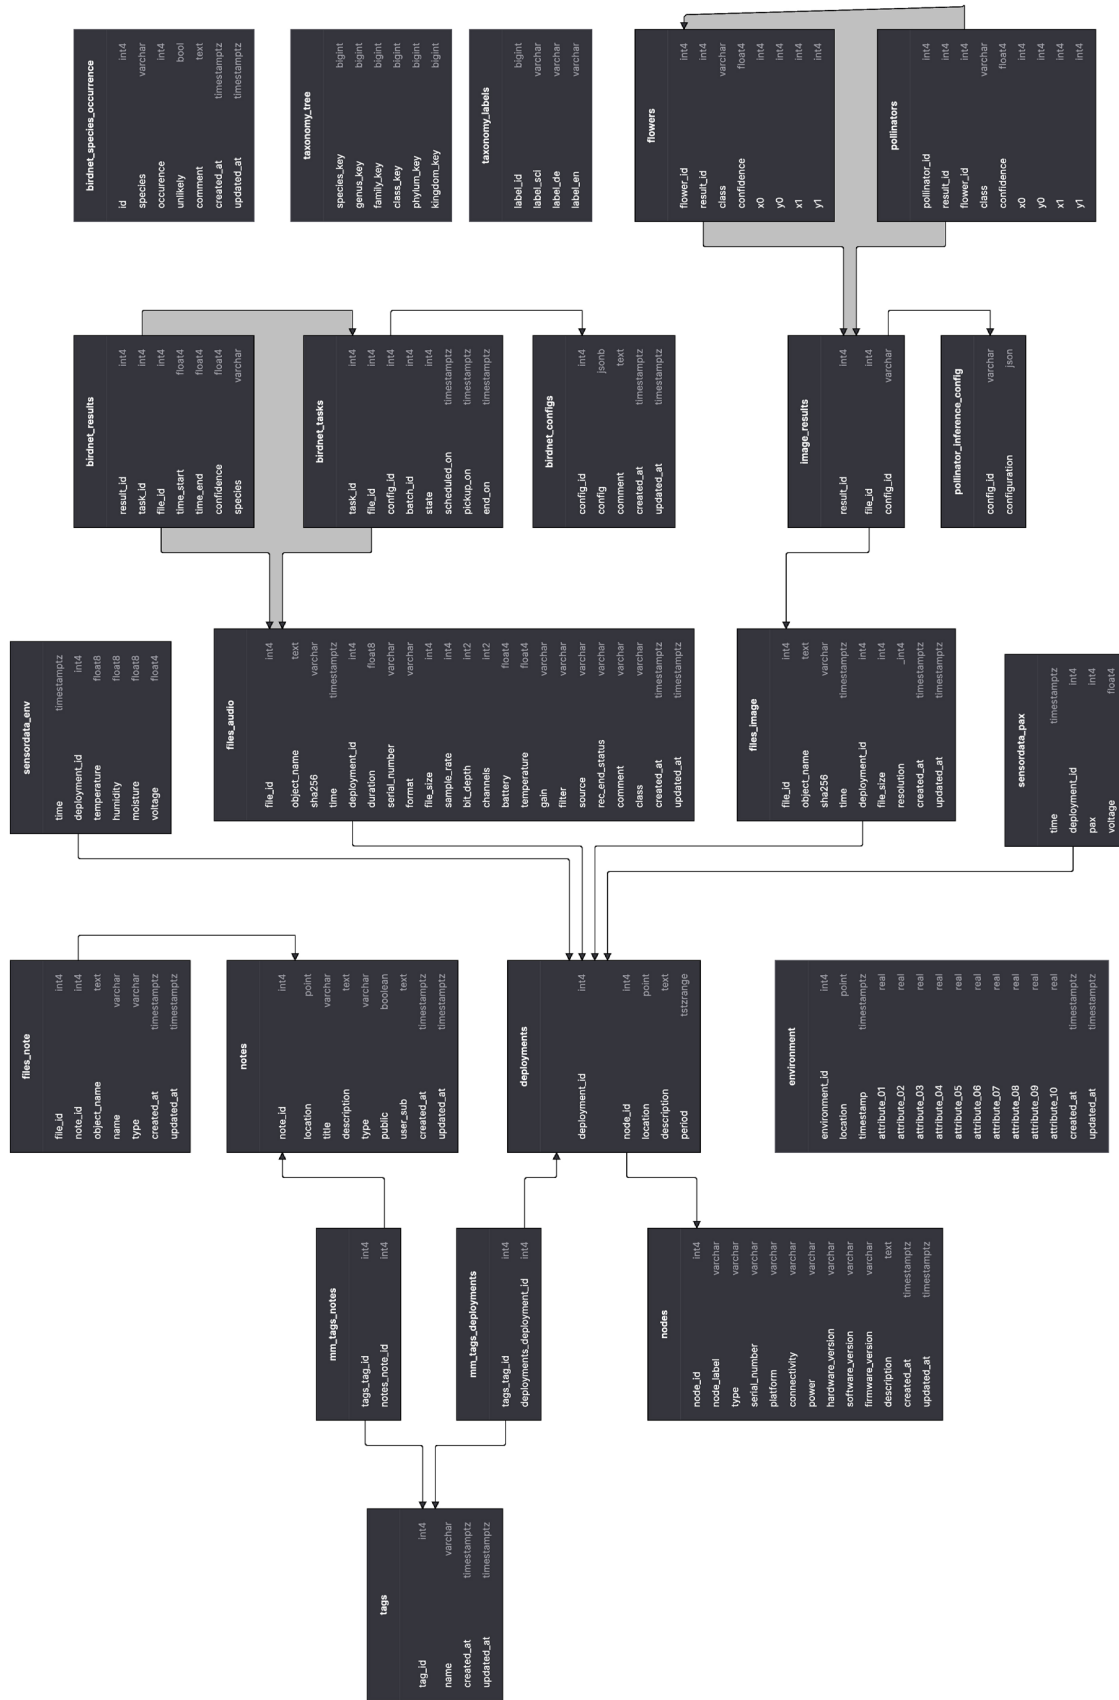 tags
tag_id int4
name varchar
created_at timestamptz
updated_at timestamptz
mm_tags_notes
tags_tag_id int4
notes_note_id int4
mm_tags_deployments
tags_tag_id int4
deployments_deployment_id int4
nodes
node_id int4
node_label varchar
type varchar
serial_number varchar
platform varchar
connectivity varchar
power varchar
hardware_version varchar
software_version varchar
firmware_version varchar
description text
created_at timestamptz
updated_at timestamptz
files_note
file_id int4
note_id int4
object_name text
name varchar
type varchar
created_at timestamptz
updated_at timestamptz
notes
note_id int4
location point
title varchar
description text
type varchar
public boolean
user_sub text
created_at timestamptz
updated_at timestamptz
deployments
deployment_id int4
node_id int4
location point
description text
period tstzrange
environment
environment_id int4
location point
timestamp timestamptz
attribute_01 real
attribute_02 real
attribute_03 real
attribute_04 real
attribute_05 real
attribute_06 real
attribute_07 real
attribute_08 real
attribute_09 real
attribute_10 real
created_at timestamptz
updated_at timestamptz
sensordata_env
time timestamptz
deployment_id int4
temperature float8
humidity float8
moisture float8
voltage float4
files_audio
file_id int4
object_name text
sha256 varchar
time timestamptz
deployment_id int4
duration float8
serial_number varchar
format varchar
file_size int4
sample_rate int4
bit_depth int2
channels int2
battery float4
temperature float4
gain varchar
filter varchar
source varchar
rec_end_status varchar
comment varchar
class varchar
created_at timestamptz
updated_at timestamptz
files_image
file_id int4
object_name text
sha256 varchar
time timestamptz
deployment_id int4
file_size int4
resolution _int4
created_at timestamptz
updated_at timestamptz
sensordata_pax
time timestamptz
deployment_id int4
pax int4
voltage float4
birdnet_results
result_id int4
task_id int4
file_id int4
time_start float4
time_end float4
confidence float4
species varchar
birdnet_tasks
task_id int4
file_id int4
config_id int4
batch_id int4
state int4
scheduled_on timestamptz
pickup_on timestamptz
end_on timestamptz
birdnet_configs
config_id int4
config jsonb
comment text
created_at timestamptz
updated_at timestamptz
image_results
result_id int4
file_id int4
config_id varchar
pollinator_inference_config
config_id varchar
configuration json
birdnet_species_occurrence
id int4
species varchar
occurence int4
unlikely bool
comment text
created_at timestamptz
updated_at timestamptz
taxonomy_tree
species_key bigint
genus_key bigint
family_key bigint
class_key bigint
phylum_key bigint
kingdom_key bigint
taxonomy_labels
label_id bigint
label_sci varchar
label_de varchar
label_en varchar
flowers
flower_id int4
result_id int4
class varchar
confidence float4
x0 int4
y0 int4
x1 int4
y1 int4
pollinators
pollinator_id int4
result_id int4
flower_id int4
class varchar
confidence float4
x0 int4
y0 int4
x1 int4
y1 int4